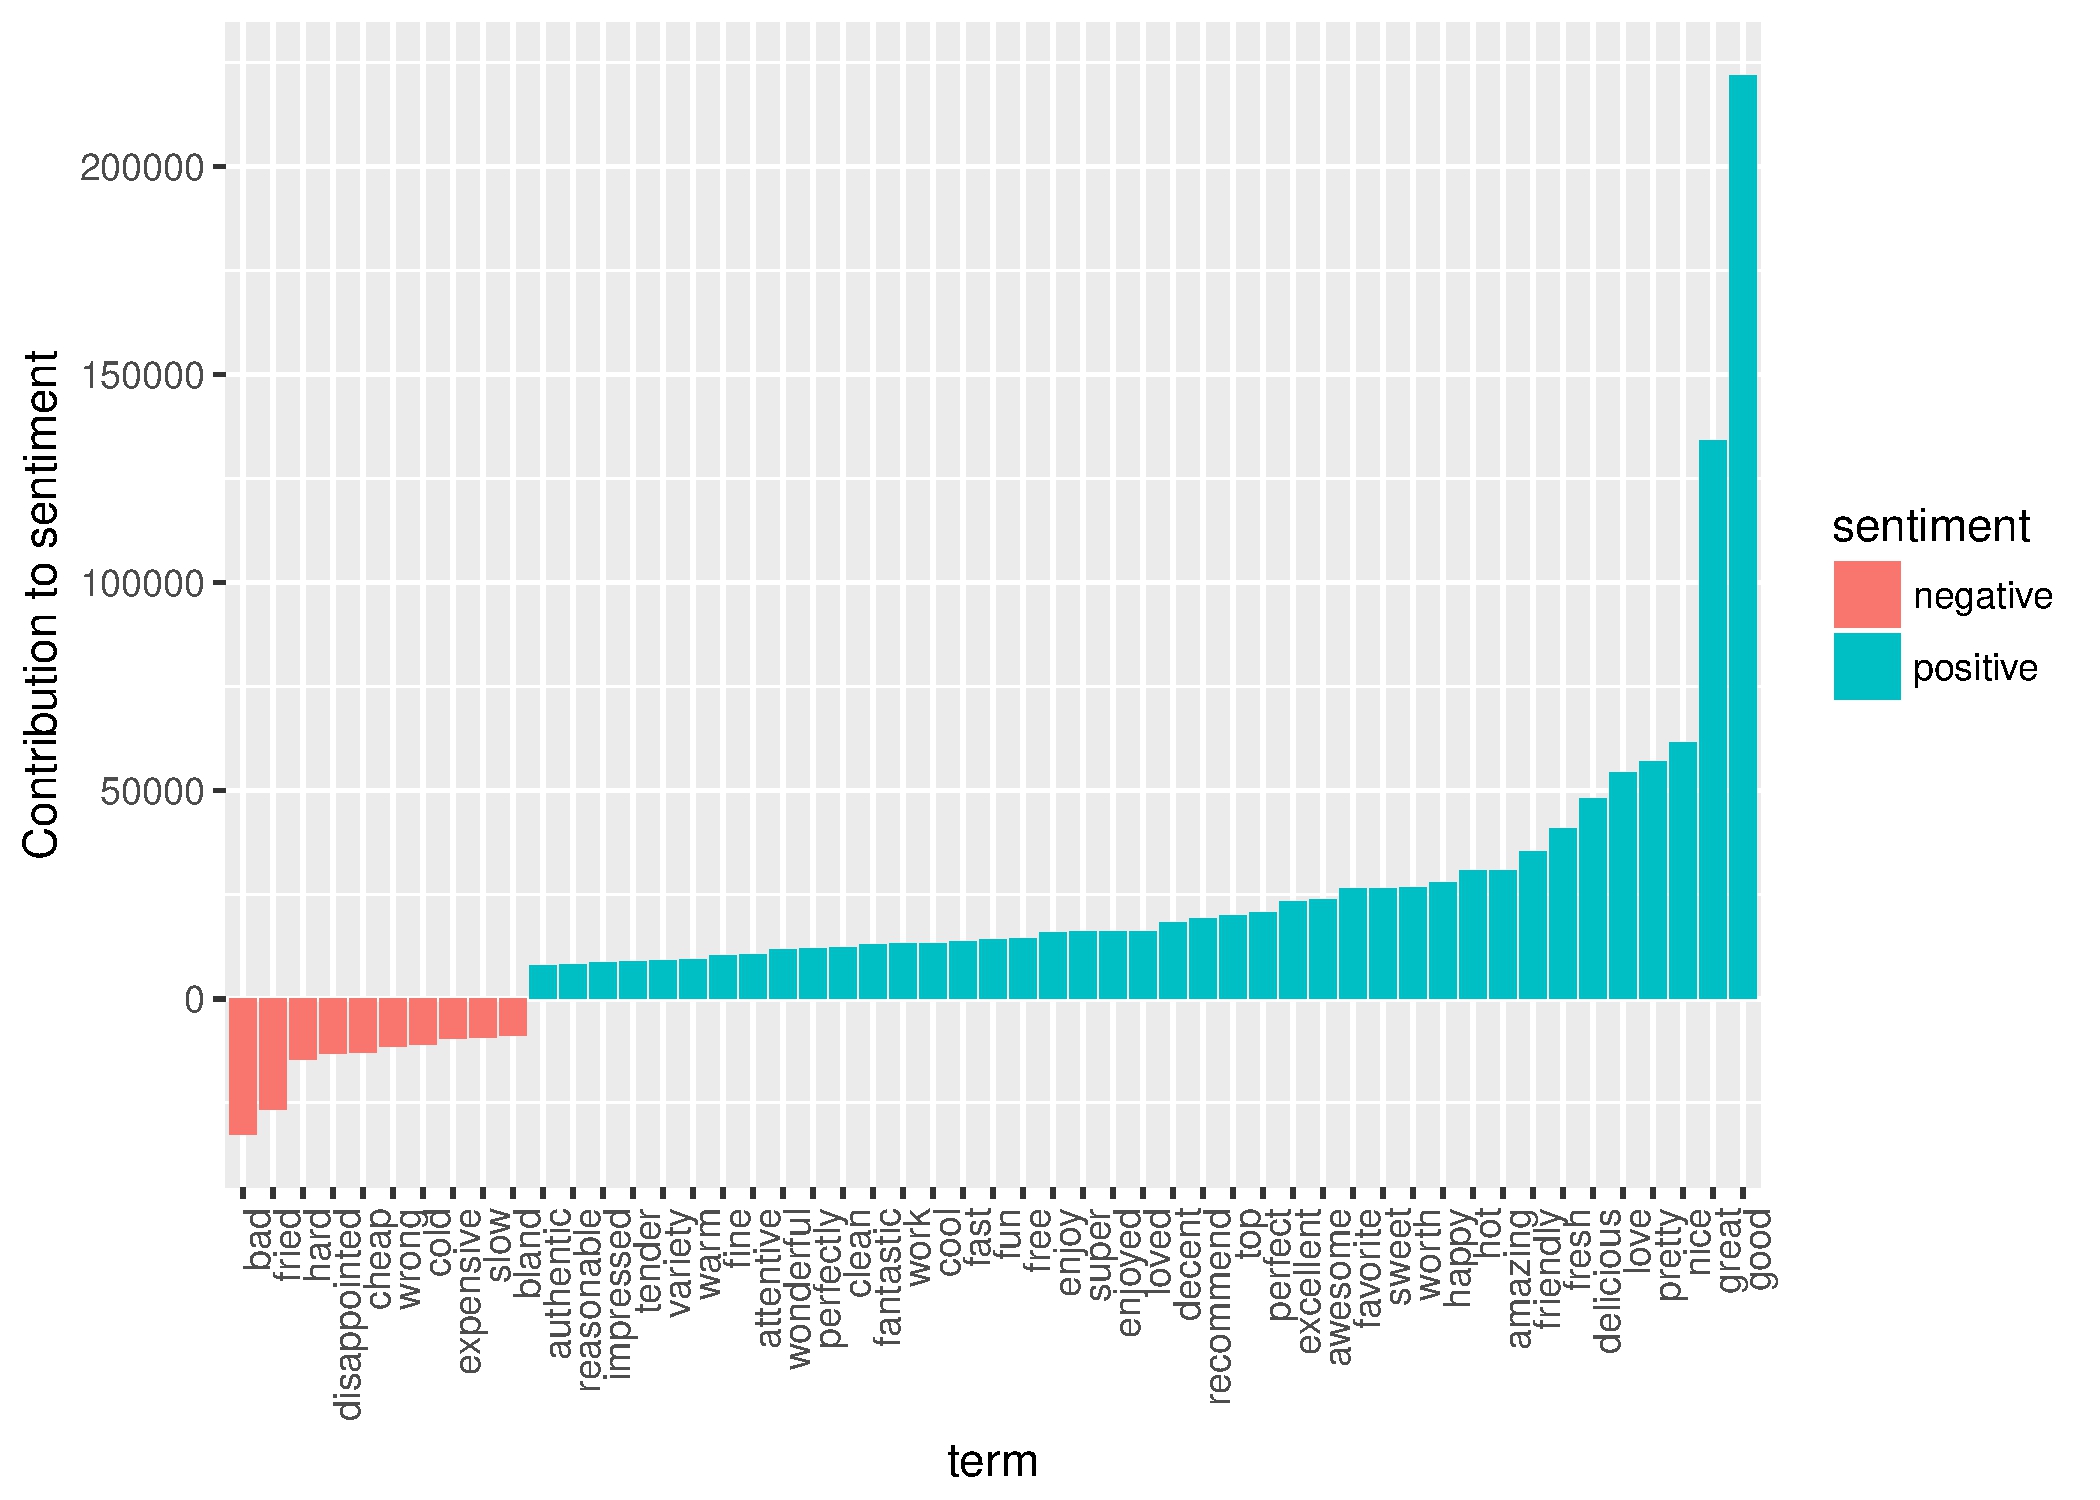 Contribution to sentiment
200000
150000
100000
50000
0
bad
fried
hard
disappointed
cheap
wrong
cold
expensive
slow
bland
authentic
reasonable
impressed
tender
variety
warm
fine
attentive
wonderful
perfectly
clean
fantastic
work
cool
fast
fun
free
enjoy
super
enjoyed
loved
decent
recommend
top
perfect
excellent
awesome
favorite
sweet
worth
happy
hot
amazing
friendly
fresh
delicious
love
pretty
nice
great
good
term
sentiment
negative
positive